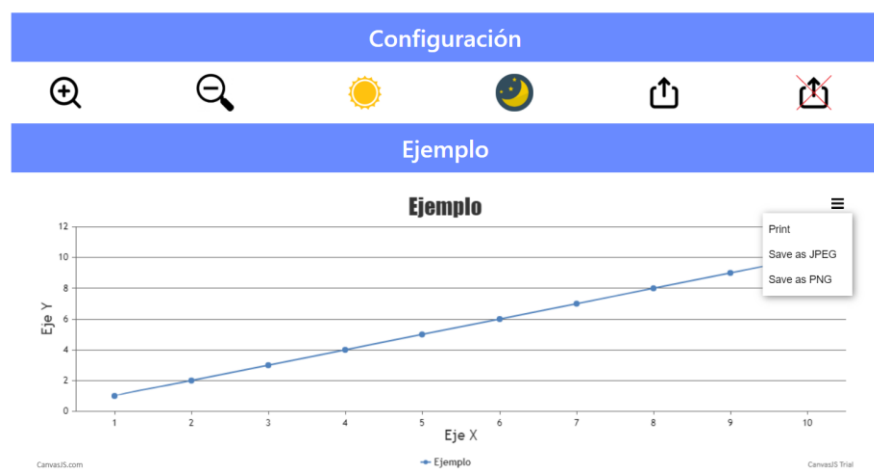 Configuración
Ejemplo
Ejemplo
Print
Save as JPEG
Save as PNG
12
10
8
6
4
2
0
Eje Y
1 2 3 4 5 6 7 8 9 10
Eje X
Ejemplo
CanvasJS.com
CanvasJS Trial